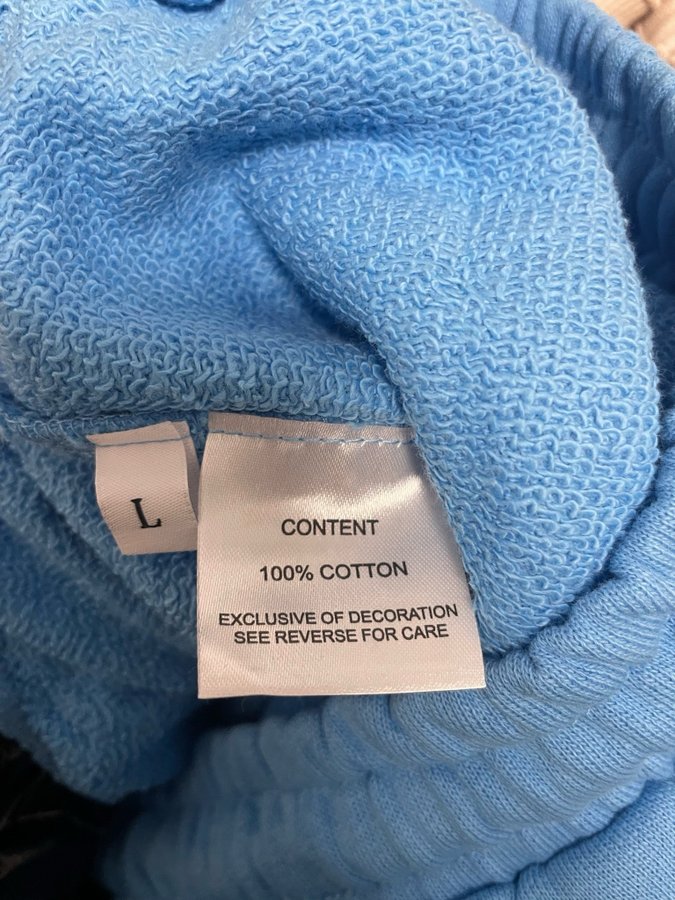 L
CONTENT
100% COTTON
EXCLUSIVE OF DECORATION
SEE REVERSE FOR CARE